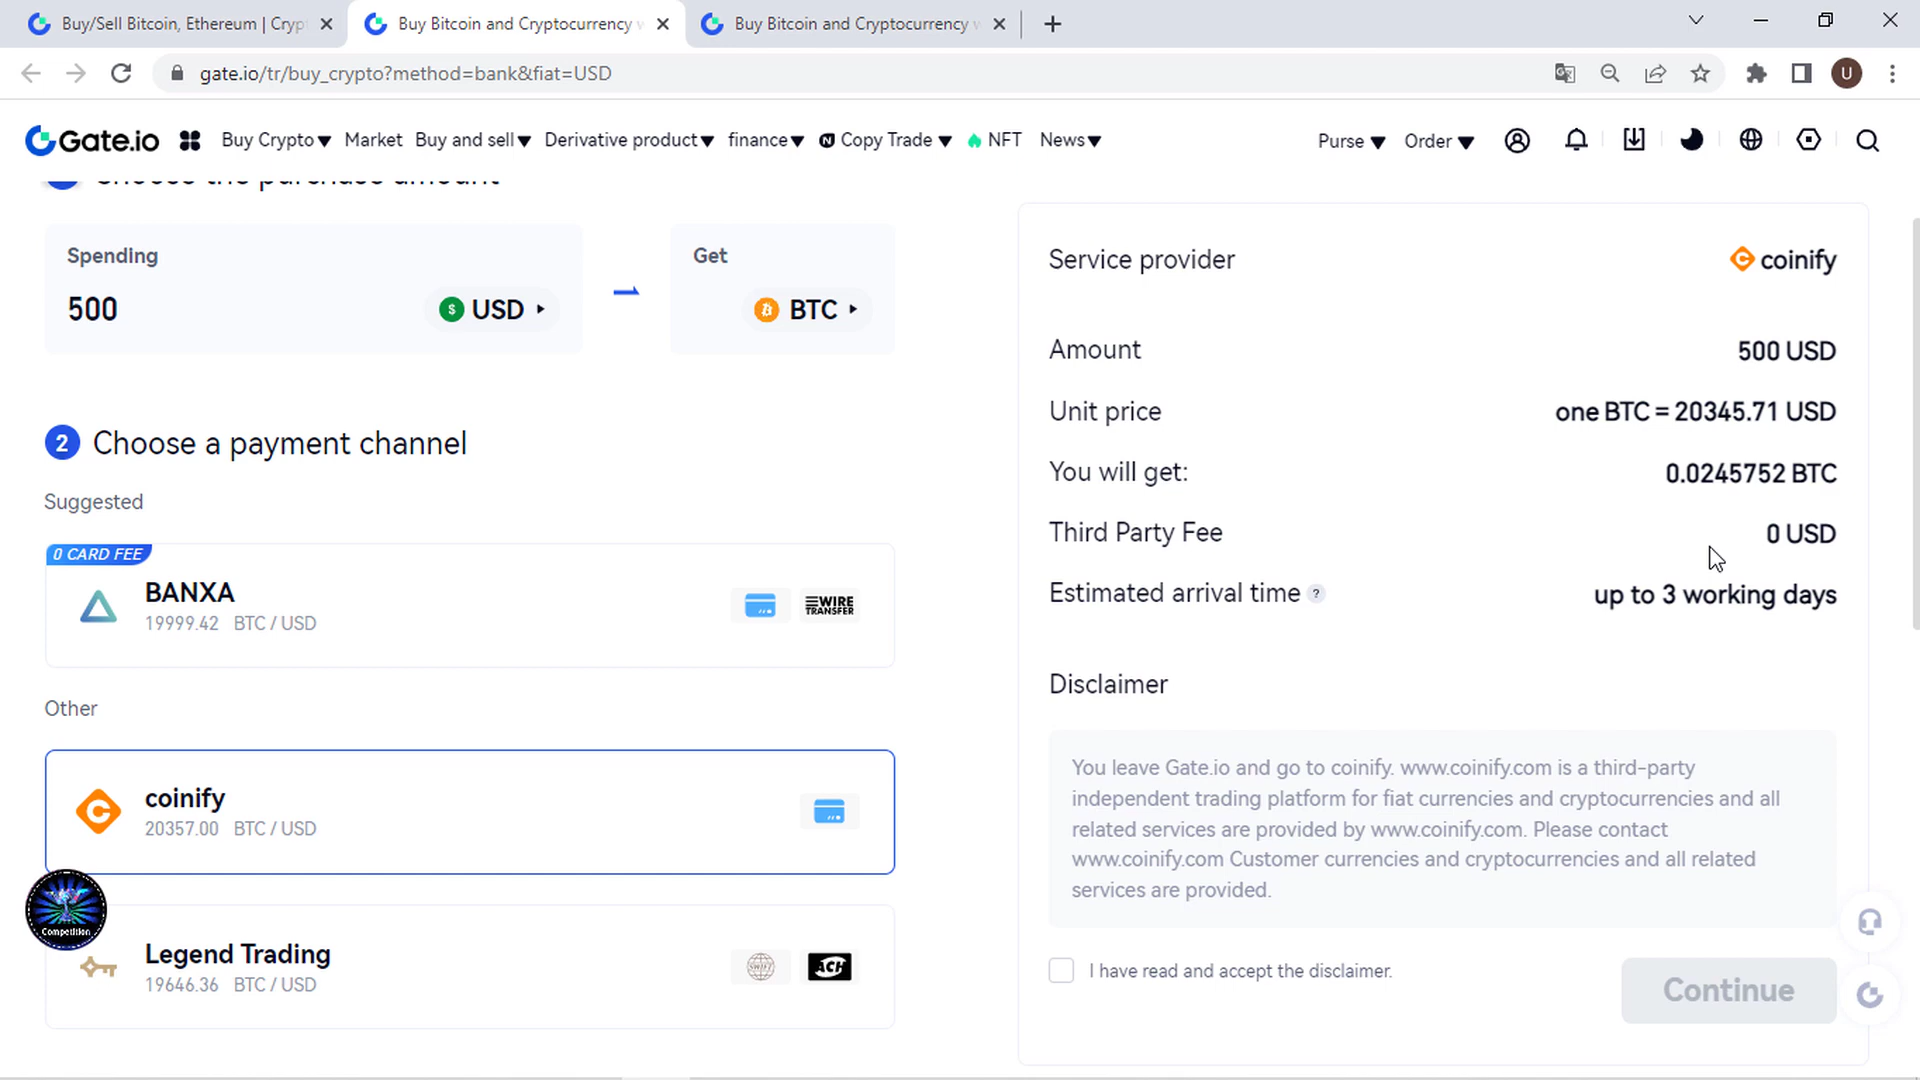 Buy/Sell Bitcoin, Ethereum | Cryp
Buy Bitcoin and Cryptocurrency w
Buy Bitcoin and Cryptocurrency w
gate.io/tr/buy_crypto?method=bank&fiat=USD
U
Gate.io
Buy Crypto
Market
Buy and sell
Derivative product
finance
Copy Trade
NFT
News
Purse
Order
Choose the purchase amount
Spending
500
USD
Get
BTC
2 Choose a payment channel
Suggested
0 CARD FEE
BANXA
19999.42 BTC / USD
WIRE TRANSFER
Other
coinify
20357.00 BTC / USD
Competition
Legend Trading
19646.36 BTC / USD
SWIFT
ACH
Service provider
coinify
Amount
500 USD
Unit price
one BTC = 20345.71 USD
You will get:
0.0245752 BTC
Third Party Fee
0 USD
Estimated arrival time ?
up to 3 working days
Disclaimer
You leave Gate.io and go to coinify. www.coinify.com is a third-party
independent trading platform for fiat currencies and cryptocurrencies and all
related services are provided by www.coinify.com. Please contact
www.coinify.com Customer currencies and cryptocurrencies and all related
services are provided.
I have read and accept the disclaimer.
Continue